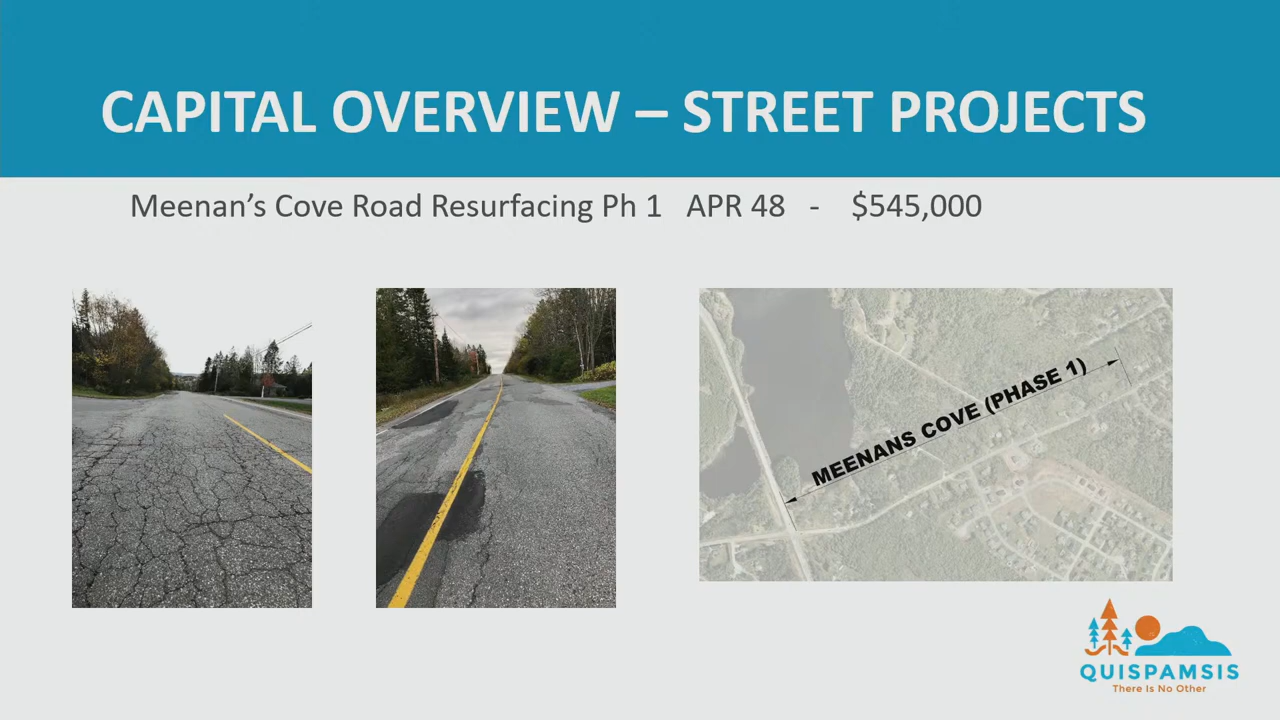 CAPITAL OVERVIEW – STREET PROJECTS
Meenan's Cove Road Resurfacing Ph 1 APR 48 - $545,000
MEENANS COVE (PHASE 1)
QUISPAMSIS
There Is No Other